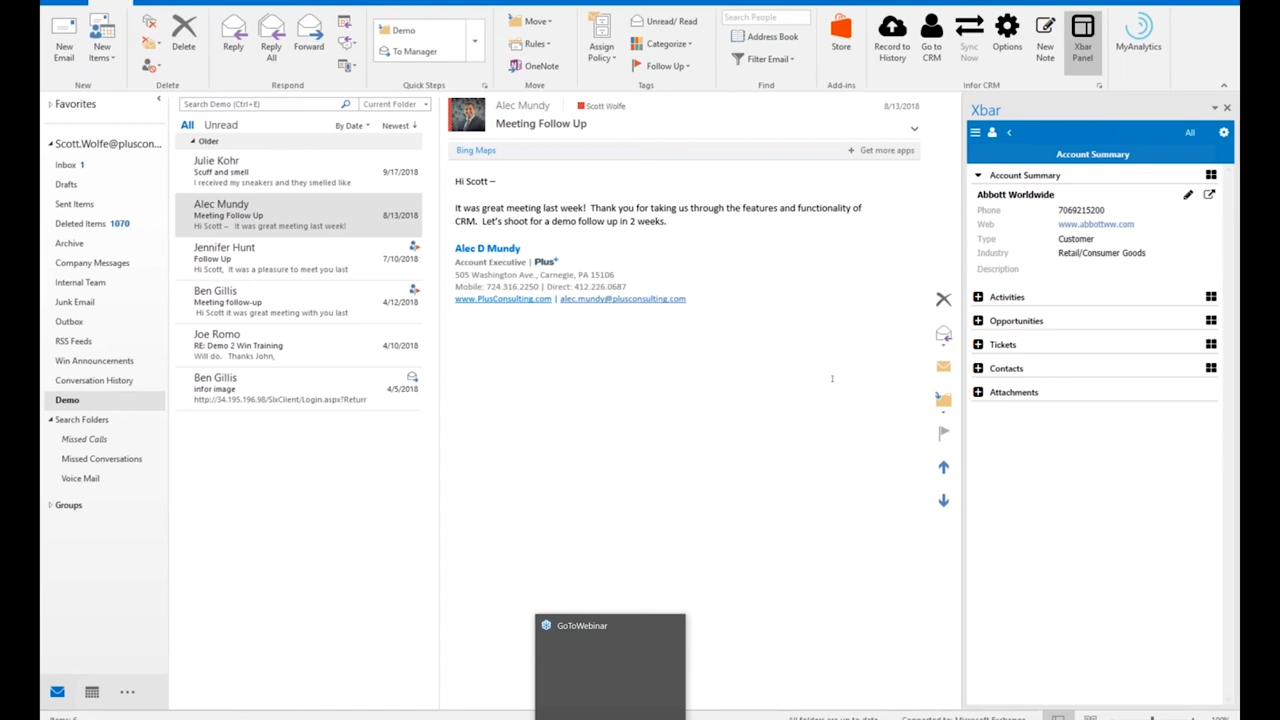 New Email
New Items
Delete
Reply
Reply All
Forward
Demo
To Manager
Move
Rules
OneNote
Assign Policy
Unread/ Read
Categorize
Follow Up
Search People
Address Book
Filter Email
Store
Record to History
Go to CRM
Sync Now
Options
New Note
Xbar Panel
MyAnalytics
New
Delete
Respond
Quick Steps
Move
Tags
Find
Add-ins
Infor CRM
Favorites
Scott.Wolfe@pluscon...
Inbox 1
Drafts
Sent Items
Deleted Items 1070
Archive
Company Messages
Internal Team
Junk Email
Outbox
RSS Feeds
Win Announcements
Conversation History
Demo
Search Folders
Missed Calls
Missed Conversations
Voice Mail
Groups
Search Demo (Ctrl+E)
Current Folder
All Unread By Date Newest ↓
Older
Julie Kohr
Scuff and smell 9/17/2018
I received my sneakers and they smelled like
Alec Mundy
Meeting Follow Up 8/13/2018
Hi Scott – It was great meeting last week!
Jennifer Hunt
Follow Up 7/10/2018
Hi Scott, It was a pleasure to meet you last
Ben Gillis
Meeting follow-up 4/12/2018
Hi Scott it was great meeting with you last
Joe Romo
RE: Demo 2 Win Training 4/10/2018
Will do. Thanks John,
Ben Gillis
infor image 4/5/2018
http://34.195.196.98/SlxClient/Login.aspx?Returr
Alec Mundy Scott Wolfe 8/13/2018
Meeting Follow Up
Bing Maps + Get more apps
Hi Scott –
It was great meeting last week! Thank you for taking us through the features and functionality of
CRM. Let's shoot for a demo follow up in 2 weeks.
Alec D Mundy
Account Executive | Plus+
505 Washington Ave., Carnegie, PA 15106
Mobile: 724.316.2250 | Direct: 412.226.0687
www.PlusConsulting.com | alec.mundy@plusconsulting.com
Xbar
All
Account Summary
Account Summary
Abbott Worldwide
Phone 7069215200
Web www.abbottww.com
Type Customer
Industry Retail/Consumer Goods
Description
Activities
Opportunities
Tickets
Contacts
Attachments
GoToWebinar